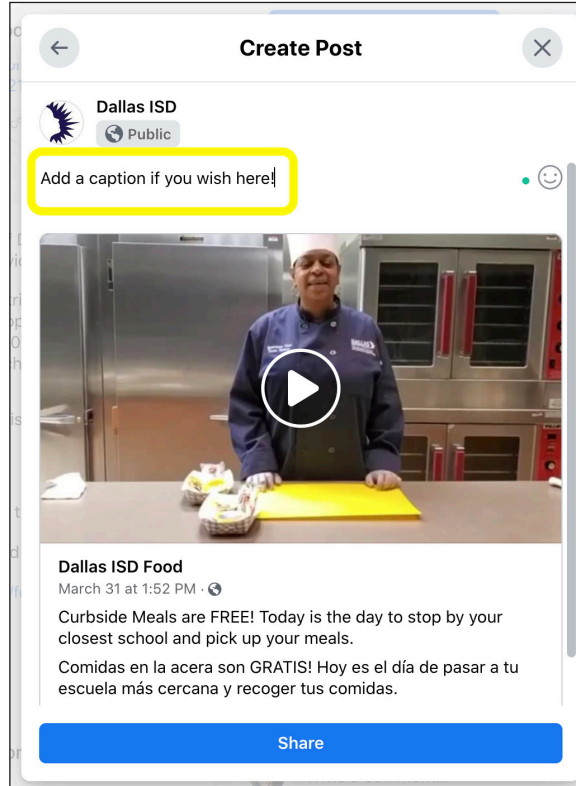 Create Post
Dallas ISD
Public
Add a caption if you wish here!
DALLAS
Dallas ISD Food
March 31 at 1:52 PM ·
Curbside Meals are FREE! Today is the day to stop by your
closest school and pick up your meals.
Comidas en la acera son GRATIS! Hoy es el día de pasar a tu
escuela más cercana y recoger tus comidas.
Share